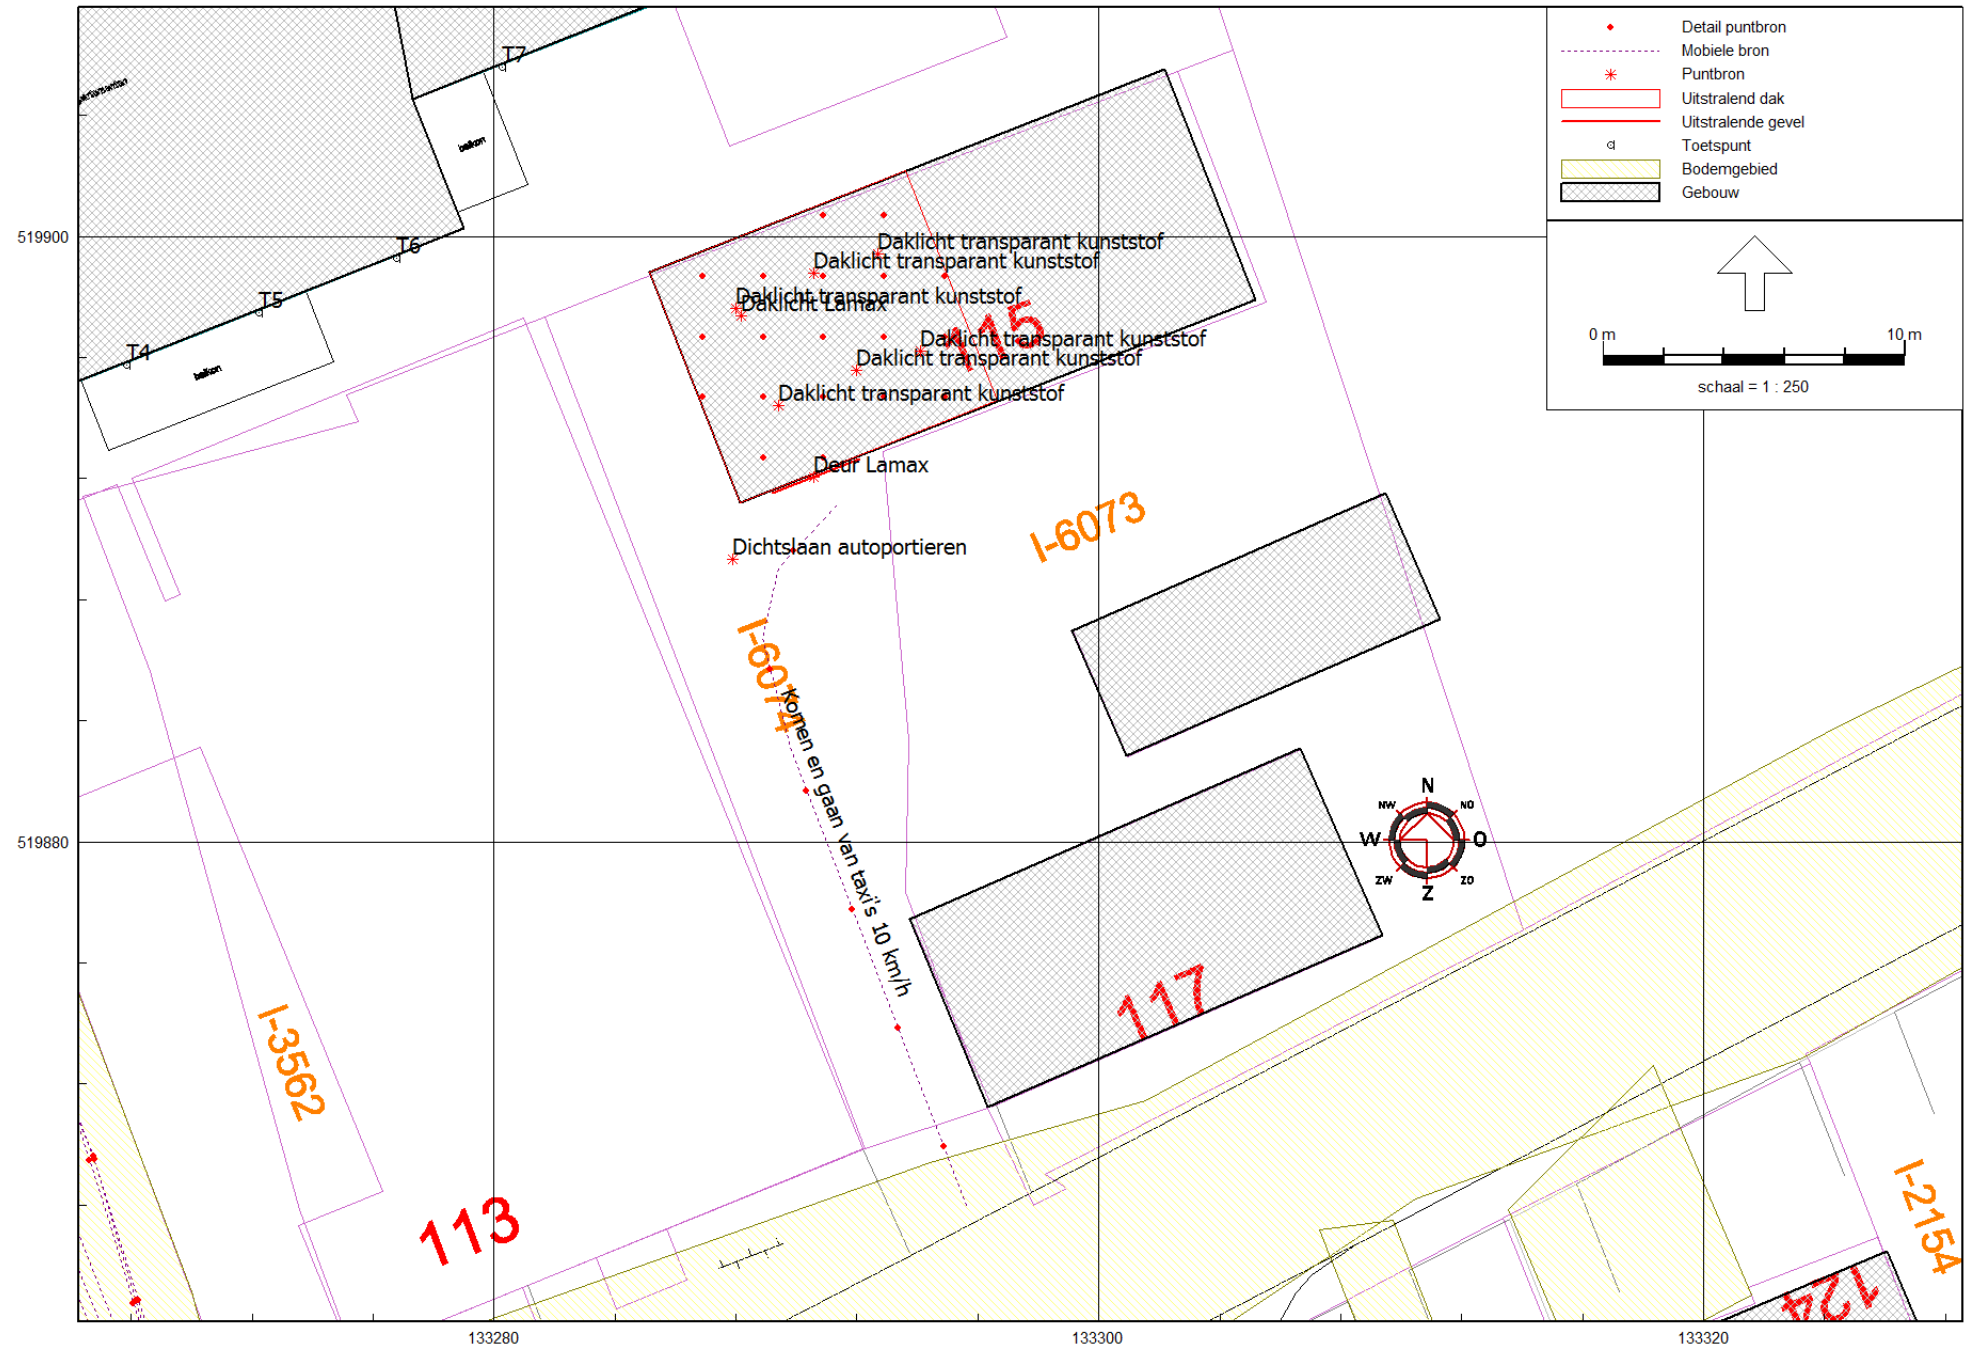 T7
Detail puntbron
Mobiele bron
Puntbron
Uitstralend dak
Uitstralende gevel
Toetspunt
Bodemgebied
Gebouw
balkon
519900
T6
T5
T4
balkon
Daklicht transparant kunststof
Daklicht transparant kunststof
Daklicht transparant kunststof
Daklicht Lamax
115
Daklicht transparant kunststof
Daklicht transparant kunststof
Daklicht transparant kunststof
0 m
10 m
schaal = 1 : 250
Deur Lamax
I-6073
Dichtslaan autoportieren
I-6074
Komen en gaan van taxi's 10 km/h
N
NW
NO
W
O
ZW
ZO
Z
519880
117
I-3562
113
I-2154
124
133280
133300
133320